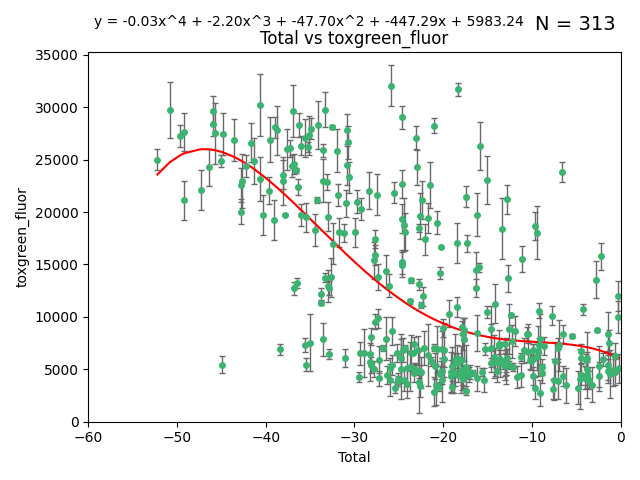 y = -0.03x^4 + -2.20x^3 + -47.70x^2 + -447.29x + 5983.24 N = 313
Total vs toxgreen_fluor
35000
30000
25000
20000
15000
10000
5000
0
toxgreen_fluor
−60 −50 −40 −30 −20 −10 0
Total